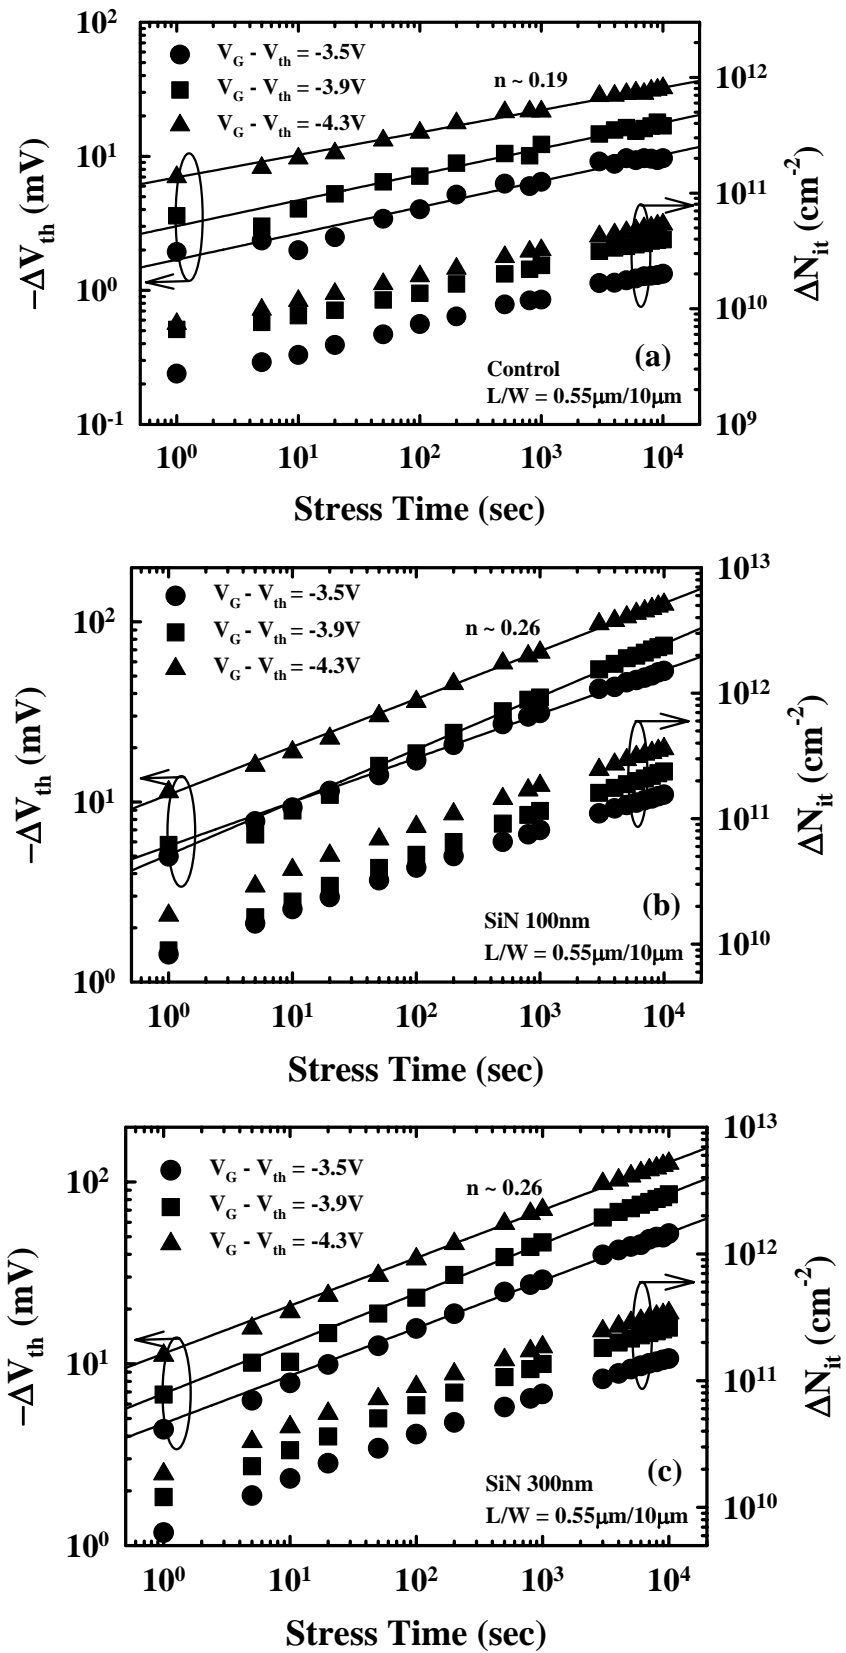 10² 
V_G - V_th = -3.5V
V_G - V_th = -3.9V
V_G - V_th = -4.3V
n ~ 0.19
10¹²
10¹
10¹¹
−ΔV_th (mV)
ΔN_it (cm⁻²)
10⁰
10¹⁰
(a)
Control
L/W = 0.55μm/10μm
10⁻¹
10⁹
10⁰ 10¹ 10² 10³ 10⁴
Stress Time (sec)
10¹³
V_G - V_th = -3.5V
V_G - V_th = -3.9V
V_G - V_th = -4.3V
n ~ 0.26
10²
10¹²
−ΔV_th (mV)
ΔN_it (cm⁻²)
10¹
10¹¹
(b)
SiN 100nm
L/W = 0.55μm/10μm
10¹⁰
10⁰
10⁰ 10¹ 10² 10³ 10⁴
Stress Time (sec)
10¹³
V_G - V_th = -3.5V
V_G - V_th = -3.9V
V_G - V_th = -4.3V
n ~ 0.26
10²
10¹²
−ΔV_th (mV)
ΔN_it (cm⁻²)
10¹
10¹¹
(c)
SiN 300nm
L/W = 0.55μm/10μm
10¹⁰
10⁰
10⁰ 10¹ 10² 10³ 10⁴
Stress Time (sec)